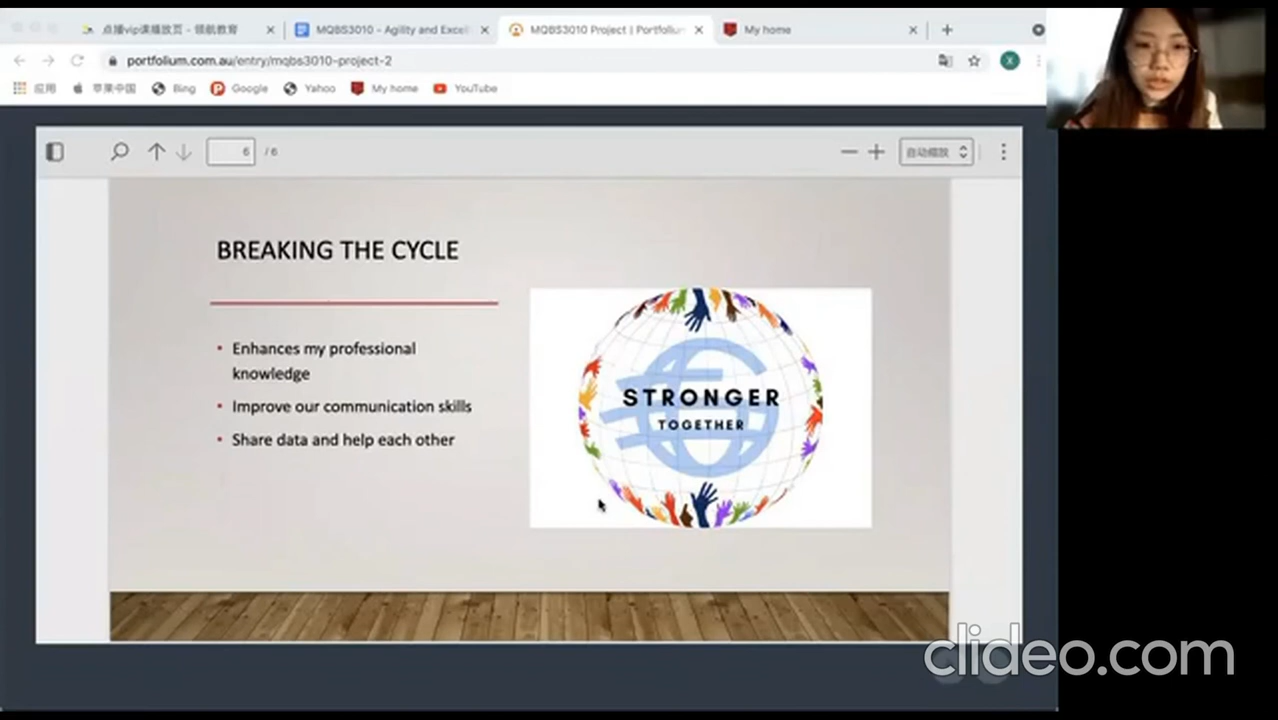 点播vip课播放页 - 领航教育
MQBS3010 - Agility and Excel
MQBS3010 Project | Portfoliun
My home
portfolium.com.au/entry/mqbs3010-project-2
X
应用
苹果中国
Bing
Google
Yahoo
My home
YouTube
6 / 6
自动缩放
BREAKING THE CYCLE
• Enhances my professional
knowledge
• Improve our communication skills
• Share data and help each other
STRONGER
TOGETHER
clideo.com